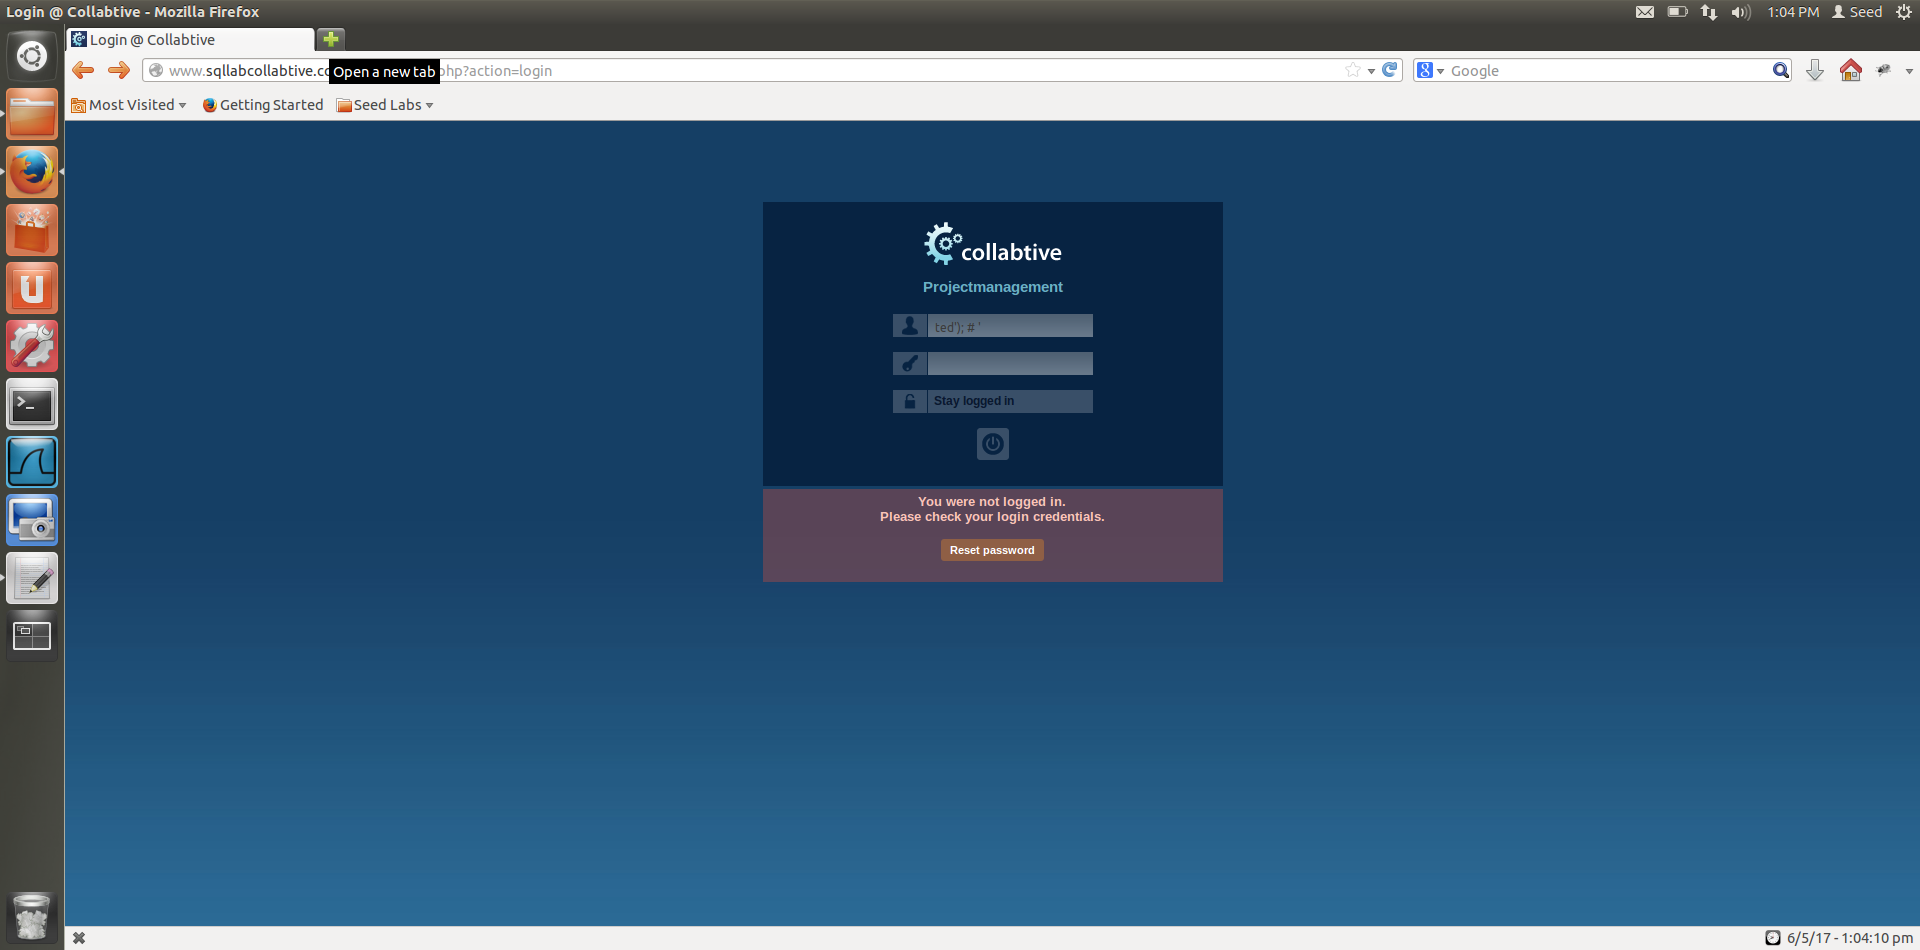 Login @ Collabtive - Mozilla Firefox
1:04 PM Seed
Login @ Collabtive
www.sqllabcollabtive.co
Open a new tab
php?action=login
Google
Most Visited Getting Started Seed Labs
collabtive
Projectmanagement
ted'); # '
Stay logged in
You were not logged in.
Please check your login credentials.
Reset password
6/5/17 - 1:04:10 pm